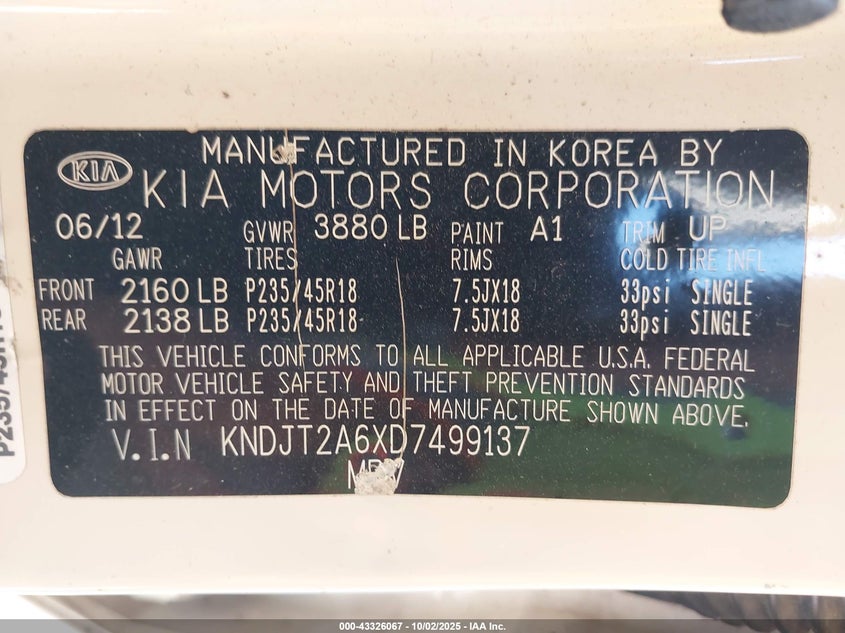 MANUFACTURED IN KOREA BY
KIA KIA MOTORS CORPORATION
06/12 GVWR 3880 LB PAINT A1 TRIM UP
GAWR TIRES RIMS COLD TIRE INFL
FRONT 2160 LB P235/45R18 7.5JX18 33psi SINGLE
REAR 2138 LB P235/45R18 7.5JX18 33psi SINGLE
THIS VEHICLE CONFORMS TO ALL APPLICABLE U.S.A. FEDERAL
MOTOR VEHICLE SAFETY AND THEFT PREVENTION STANDARDS
IN EFFECT ON THE DATE OF MANUFACTURE SHOWN ABOVE.
V.I.N KNDJT2A6XD7499137
000-43326067 - 10/02/2025 - IAA Inc.